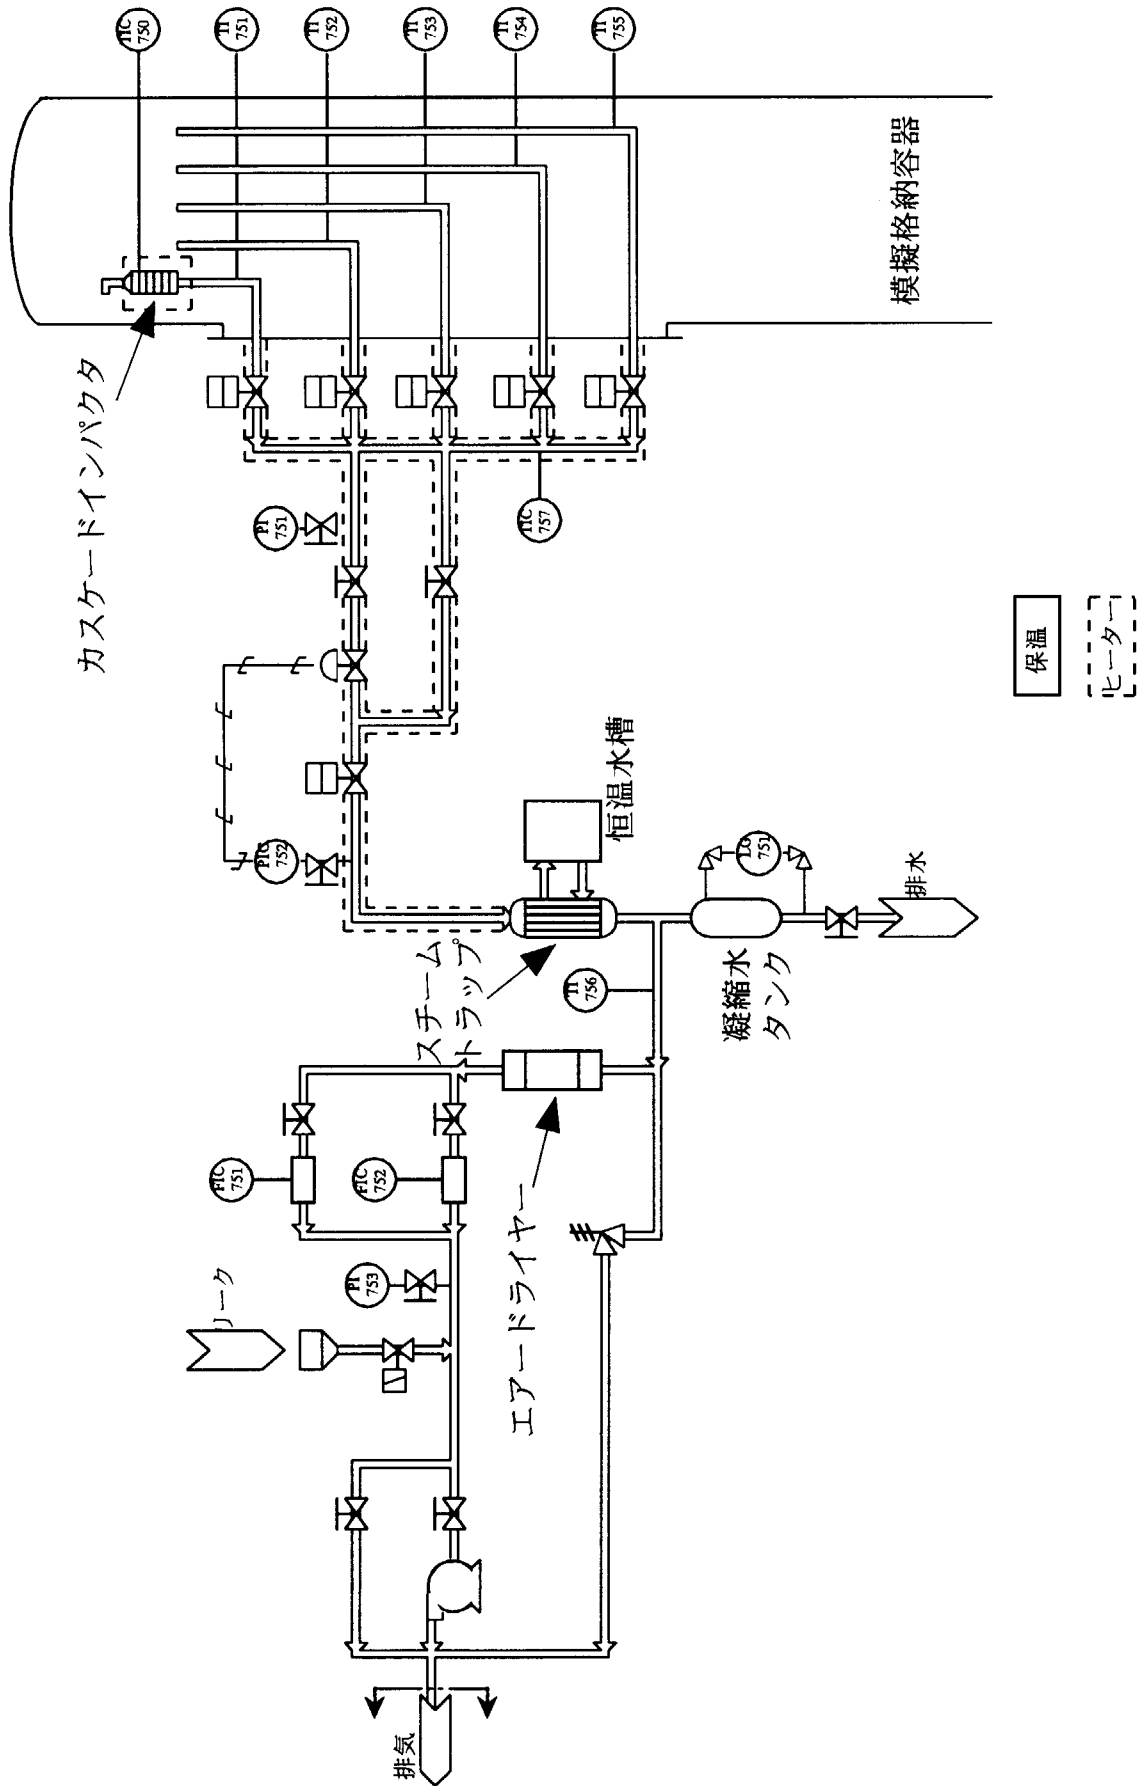 TIC
750
TI
751
TI
752
TI
753
TI
754
TI
755
模擬格納容器
カスケードインパクタ
PI
751
TIC
757
PIC
752
恒温水槽
LG
751
排水
凝縮水
タンク
スチーム
トラップ
TI
756
FIC
751
FIC
752
エアードライヤー
PI
753
リーク
排気
保温
ヒーター